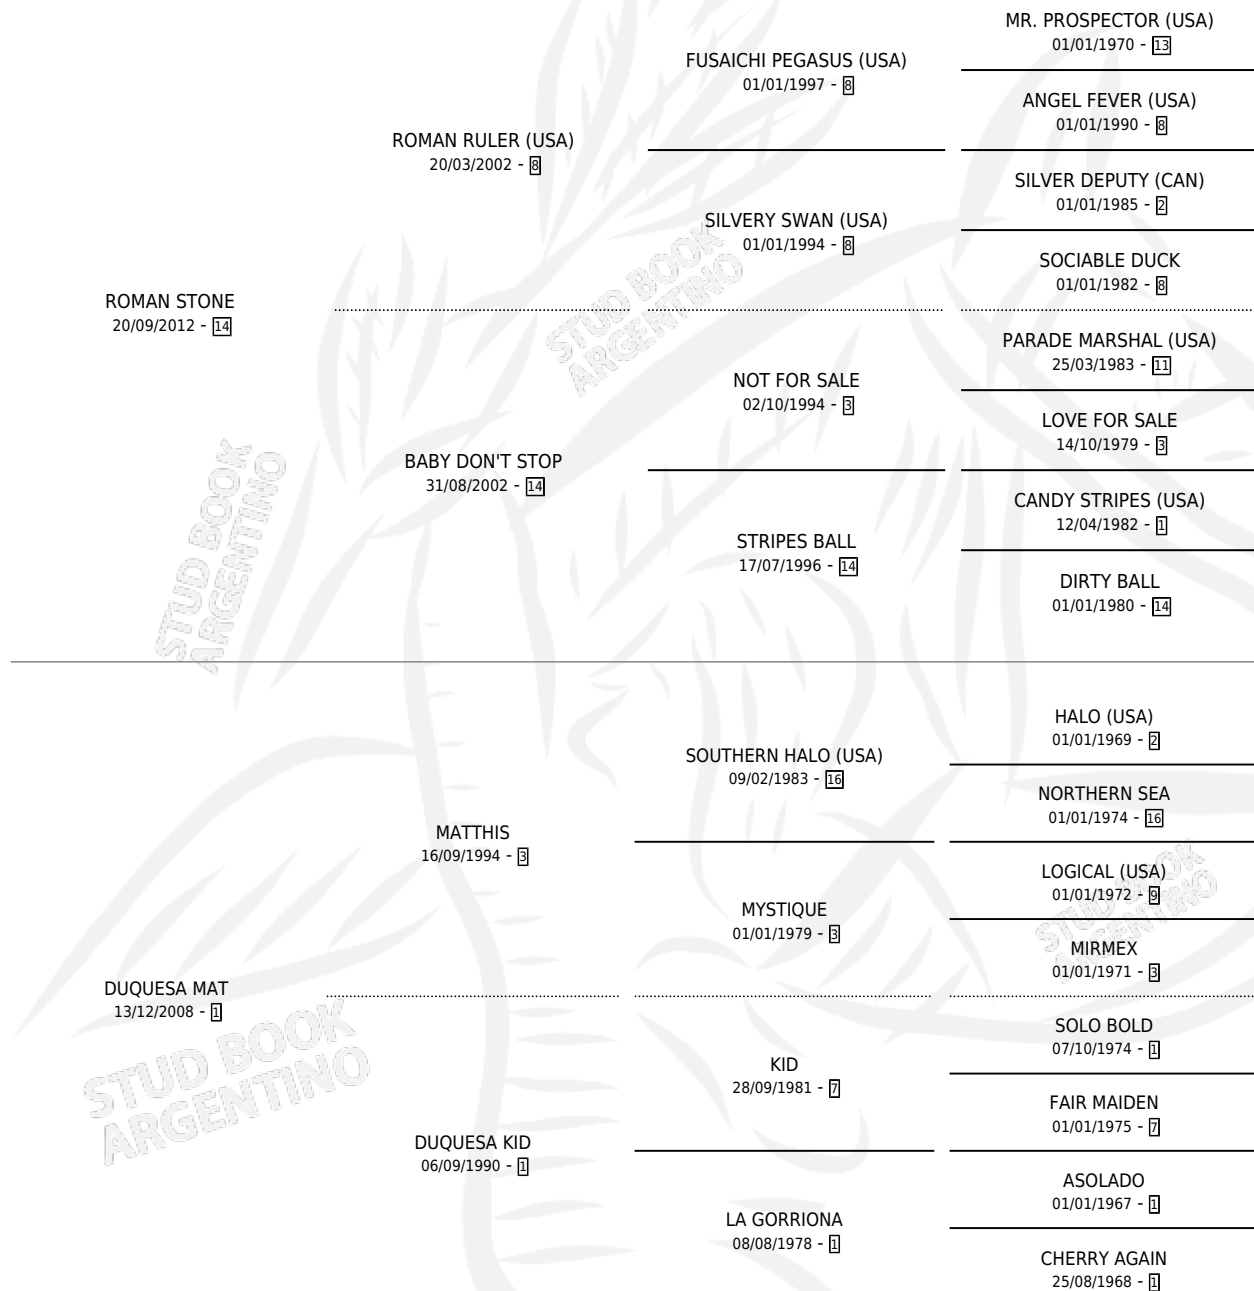 MR. PROSPECTOR (USA)
01/01/1970 - 13
FUSAICHI PEGASUS (USA)
01/01/1997 - 8
ANGEL FEVER (USA)
01/01/1990 - 8
ROMAN RULER (USA)
20/03/2002 - 8
SILVER DEPUTY (CAN)
01/01/1985 - 2
SILVERY SWAN (USA)
01/01/1994 - 8
SOCIABLE DUCK
01/01/1982 - 8
ROMAN STONE
20/09/2012 - 14
PARADE MARSHAL (USA)
25/03/1983 - 11
NOT FOR SALE
02/10/1994 - 3
LOVE FOR SALE
14/10/1979 - 3
BABY DON'T STOP
31/08/2002 - 14
CANDY STRIPES (USA)
12/04/1982 - 1
STRIPES BALL
17/07/1996 - 14
DIRTY BALL
01/01/1980 - 14
HALO (USA)
01/01/1969 - 2
SOUTHERN HALO (USA)
09/02/1983 - 16
NORTHERN SEA
01/01/1974 - 16
MATTHIS
16/09/1994 - 3
LOGICAL (USA)
01/01/1972 - 9
MYSTIQUE
01/01/1979 - 3
MIRMEX
01/01/1971 - 3
DUQUESA MAT
13/12/2008 - 1
SOLO BOLD
07/10/1974 - 1
KID
28/09/1981 - 7
FAIR MAIDEN
01/01/1975 - 7
DUQUESA KID
06/09/1990 - 1
ASOLADO
01/01/1967 - 1
LA GORRIONA
08/08/1978 - 1
CHERRY AGAIN
25/08/1968 - 1
STUD BOOK
ARGENTINO
STUD BOOK
ARGENTINO
STUD BOOK
ARGENTINO
STUD BOOK
ARGENTINO